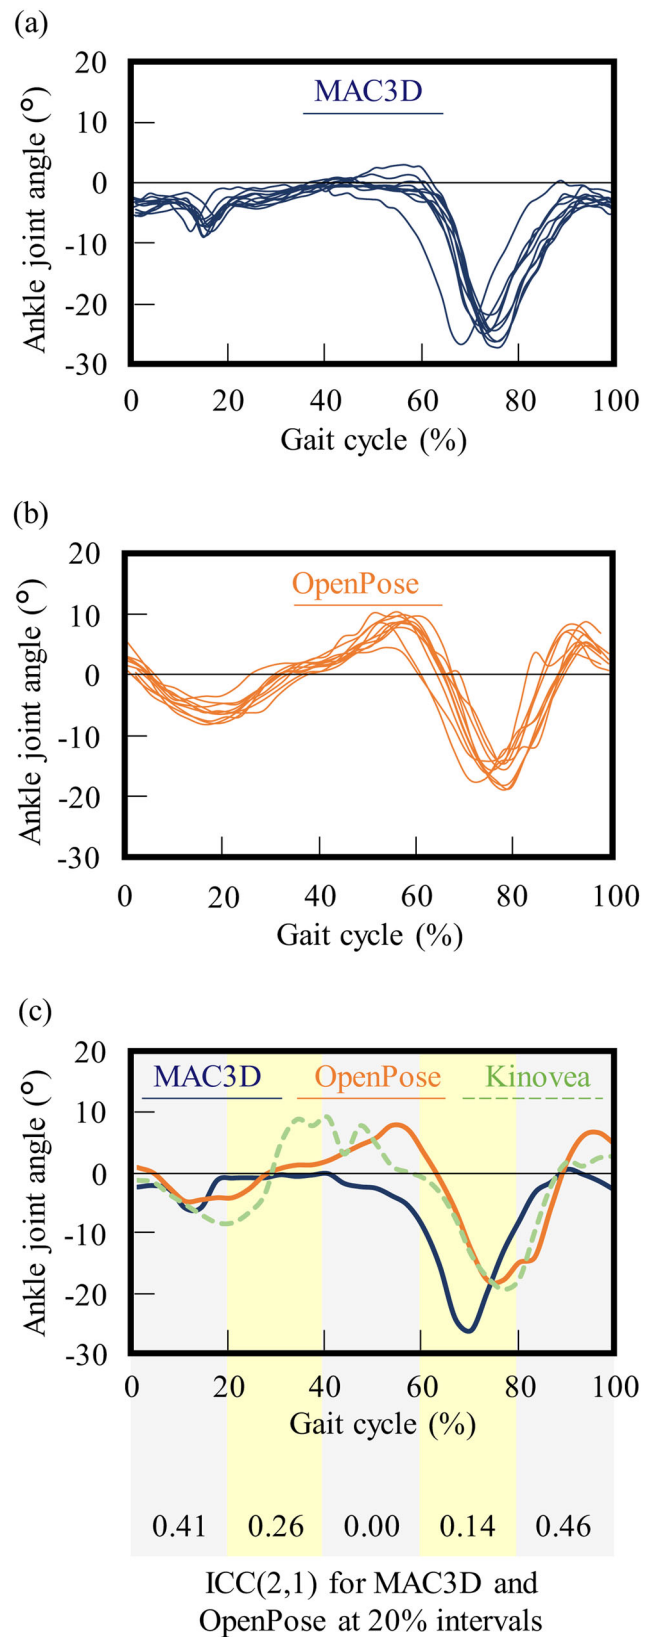 (a)
20
10
0
-10
-20
-30
Ankle joint angle (°)
MAC3D
0 20 40 60 80 100
Gait cycle (%)
(b)
20
10
0
-10
-20
-30
Ankle joint angle (°)
OpenPose
0 20 40 60 80 100
Gait cycle (%)
(c)
20
10
0
-10
-20
-30
Ankle joint angle (°)
MAC3D OpenPose Kinovea
0 20 40 60 80 100
Gait cycle (%)
0.41 0.26 0.00 0.14 0.46
ICC(2,1) for MAC3D and
OpenPose at 20% intervals